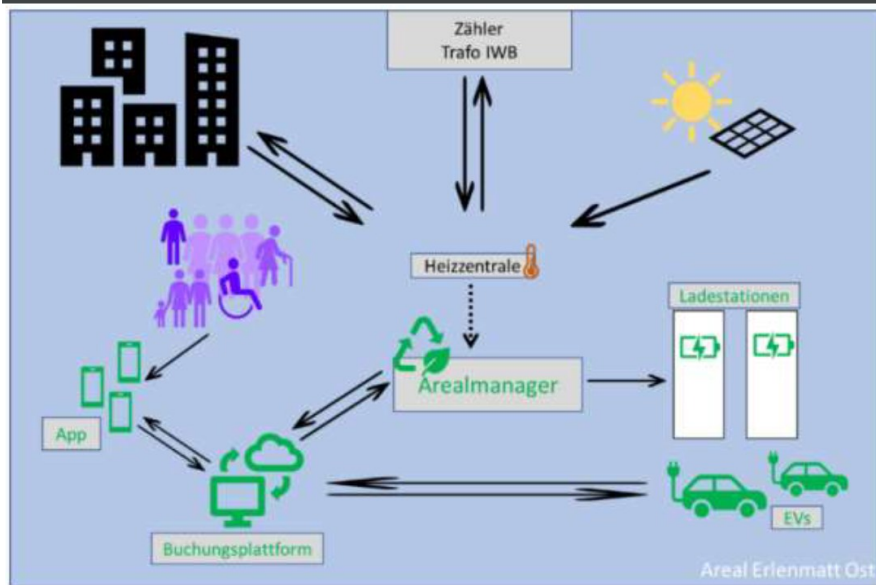 Zähler
Trafo IWB
Heizzentrale
Ladestationen
Arealmanager
App
Buchungsplattform
EVs
Areal Erlenmatt Ost